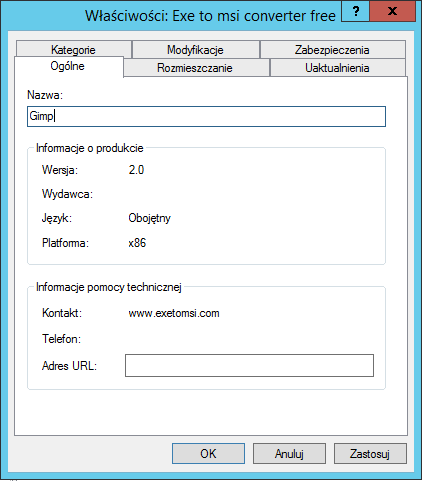 Właściwości: Exe to msi converter free
? x
Kategorie Modyfikacje Zabezpieczenia
Ogólne Rozmieszczanie Uaktualnienia
Nazwa:
Gimp
Informacje o produkcie
Wersja: 2.0
Wydawca:
Język: Obojętny
Platforma: x86
Informacje pomocy technicznej
Kontakt: www.exetomsi.com
Telefon:
Adres URL:
OK Anuluj Zastosuj